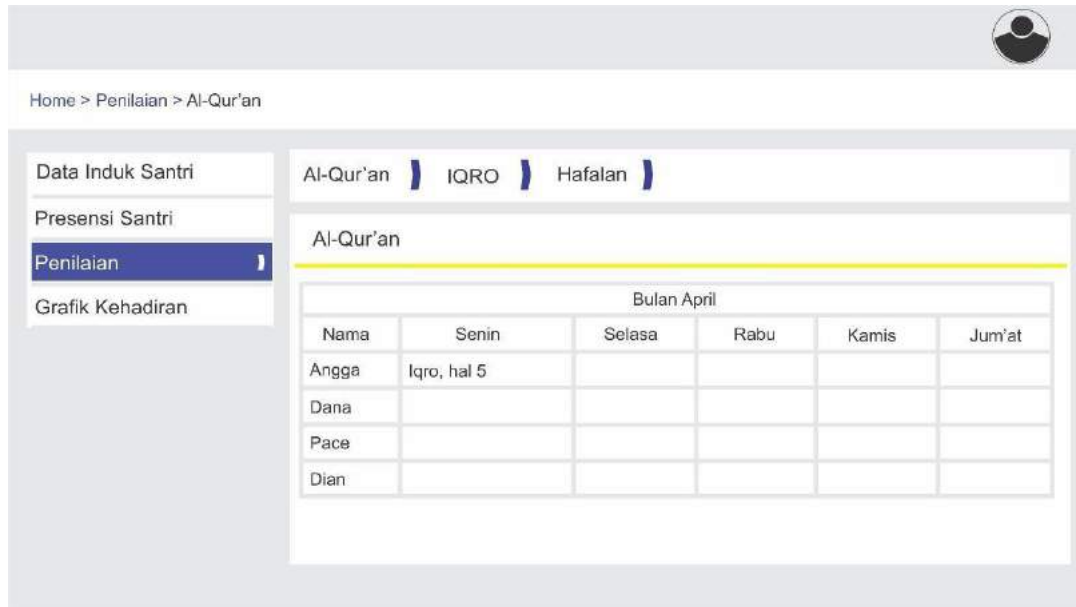 Home > Penilaian > Al-Qur'an
Data Induk Santri
Presensi Santri
Penilaian
Grafik Kehadiran
Al-Qur'an IQRO Hafalan
Al-Qur'an
Bulan April
Nama Senin Selasa Rabu Kamis Jum'at
Angga Iqro, hal 5
Dana
Pace
Dian